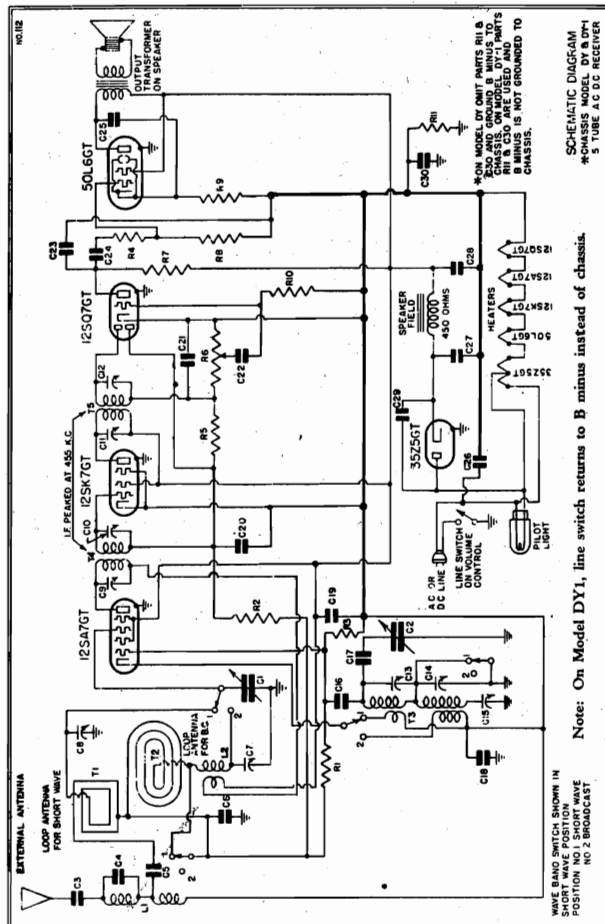 NO.112
EXTERNAL ANTENNA
LOOP ANTENNA
FOR SHORT WAVE
C3
C4
L1
C5
T1
C8
T2
LOOP
ANTENNA
FOR B.C.
L2
C7
C6
1
2
1
2
C1
12SA7GT
C9
T4
C10
I.F. PEAKED AT 455 K.C
12SK7GT
C11
T5
C12
12SQ7GT
C23
C24
50L6GT
C25
OUTPUT
TRANSFORMER
ON SPEAKER
R4
R7
R8
R9
R10
C21
R6
C22
R5
C20
R2
C19
R3
R1
C16
C17
C2
C13
C14
C15
T3
1
2
1
2
C18
C30
R11
*ON MODEL DY OMIT PARTS R11 &
C30 AND GROUND B MINUS TO
CHASSIS. ON MODEL DY-1 PARTS
R11 & C30 ARE USED AND
B MINUS IS NOT GROUNDED TO
CHASSIS.
SPEAKER
FIELD
450 OHMS
C27
C28
C29
35Z5GT
C26
A C OR
DC LINE
LINE SWITCH
ON VOLUME
CONTROL
PILOT
LIGHT
HEATERS
35Z5GT
50L6GT
12SK7GT
12SA7GT
12SQ7GT
WAVE BAND SWITCH SHOWN IN
SHORT WAVE POSITION
POSITION NO.1 SHORT WAVE
NO 2 BROADCAST
SCHEMATIC DIAGRAM
*CHASSIS MODEL DY & DY-1
5 TUBE A C D.C RECEIVER
Note: On Model DY1, line switch returns to B minus instead of chassis.